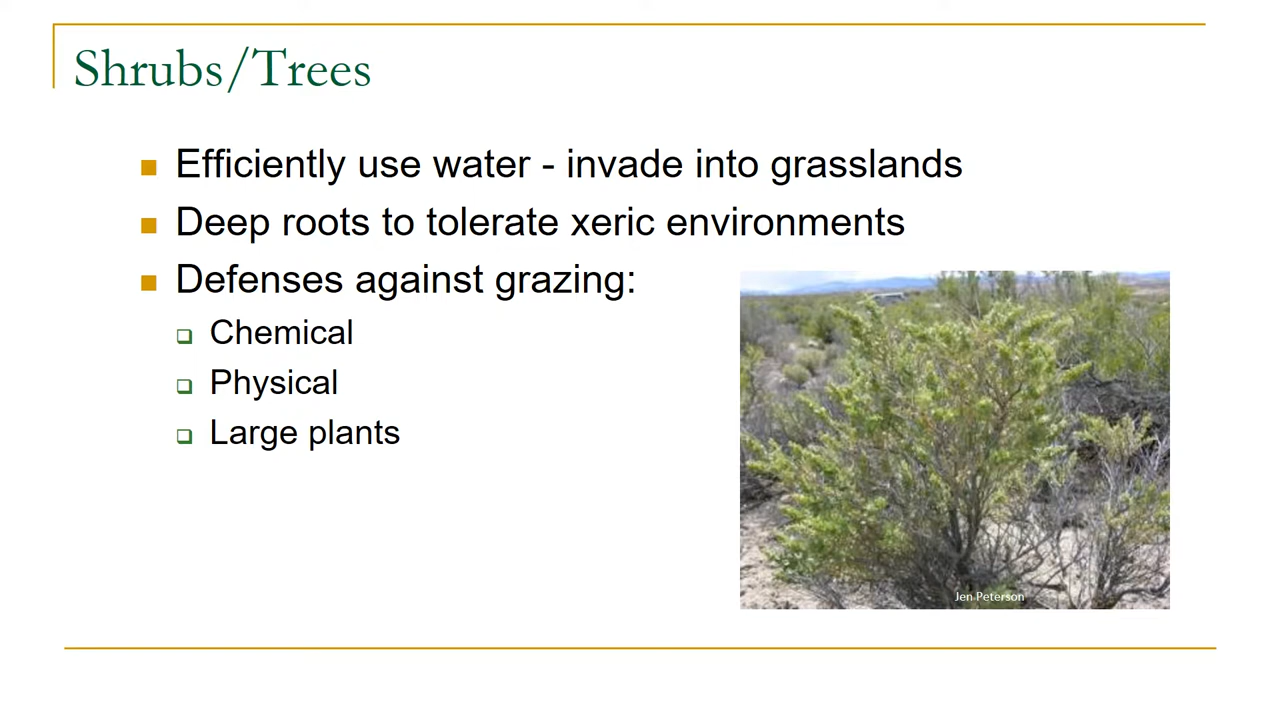 Shrubs/Trees
Efficiently use water - invade into grasslands
Deep roots to tolerate xeric environments
Defenses against grazing:
Chemical
Physical
Large plants
Jen Peterson